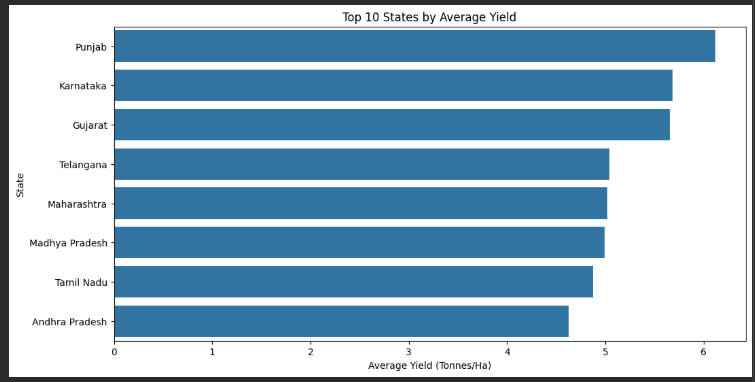 Top 10 States by Average Yield
State
Punjab
Karnataka
Gujarat
Telangana
Maharashtra
Madhya Pradesh
Tamil Nadu
Andhra Pradesh
0 1 2 3 4 5 6
Average Yield (Tonnes/Ha)